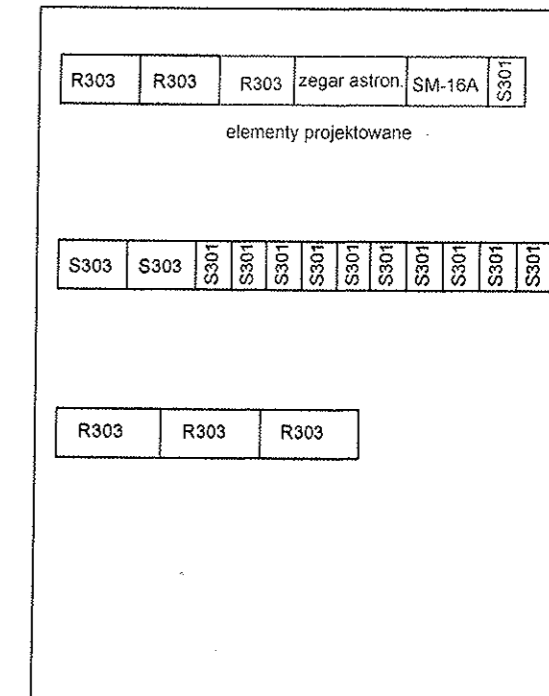 R303 R303 R303 zegar astron. SM-16A S301
elementy projektowane
S303 S303 S301 S301 S301 S301 S301 S301 S301 S301 S301 S301
R303 R303 R303